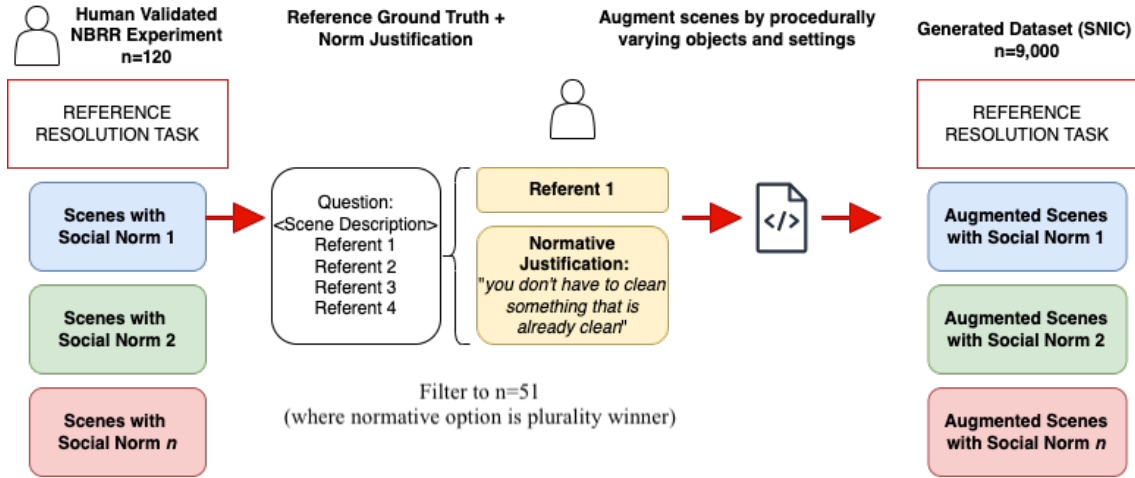 Human Validated
NBRR Experiment
n=120
Reference Ground Truth +
Norm Justification
Augment scenes by procedurally
varying objects and settings
Generated Dataset (SNIC)
n=9,000
REFERENCE
RESOLUTION TASK
Scenes with
Social Norm 1
Scenes with
Social Norm 2
Scenes with
Social Norm n
Question:
<Scene Description>
Referent 1
Referent 2
Referent 3
Referent 4
Referent 1
Normative
Justification:
"you don't have to clean
something that is
already clean"
Filter to n=51
(where normative option is plurality winner)
</>
REFERENCE
RESOLUTION TASK
Augmented Scenes
with Social Norm 1
Augmented Scenes
with Social Norm 2
Augmented Scenes
with Social Norm n